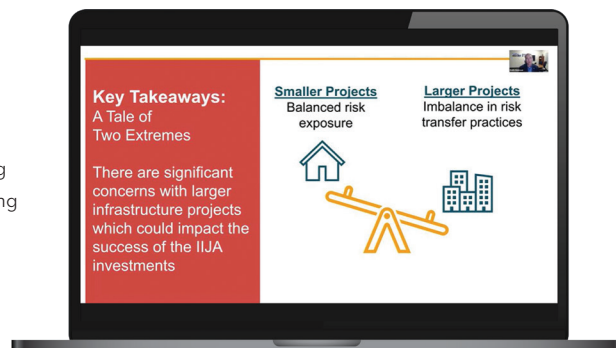 g
ng
Key Takeaways:
A Tale of
Two Extremes
There are significant
concerns with larger
infrastructure projects
which could impact the
success of the IIJA
investments
Smaller Projects
Balanced risk
exposure
Larger Projects
Imbalance in risk
transfer practices